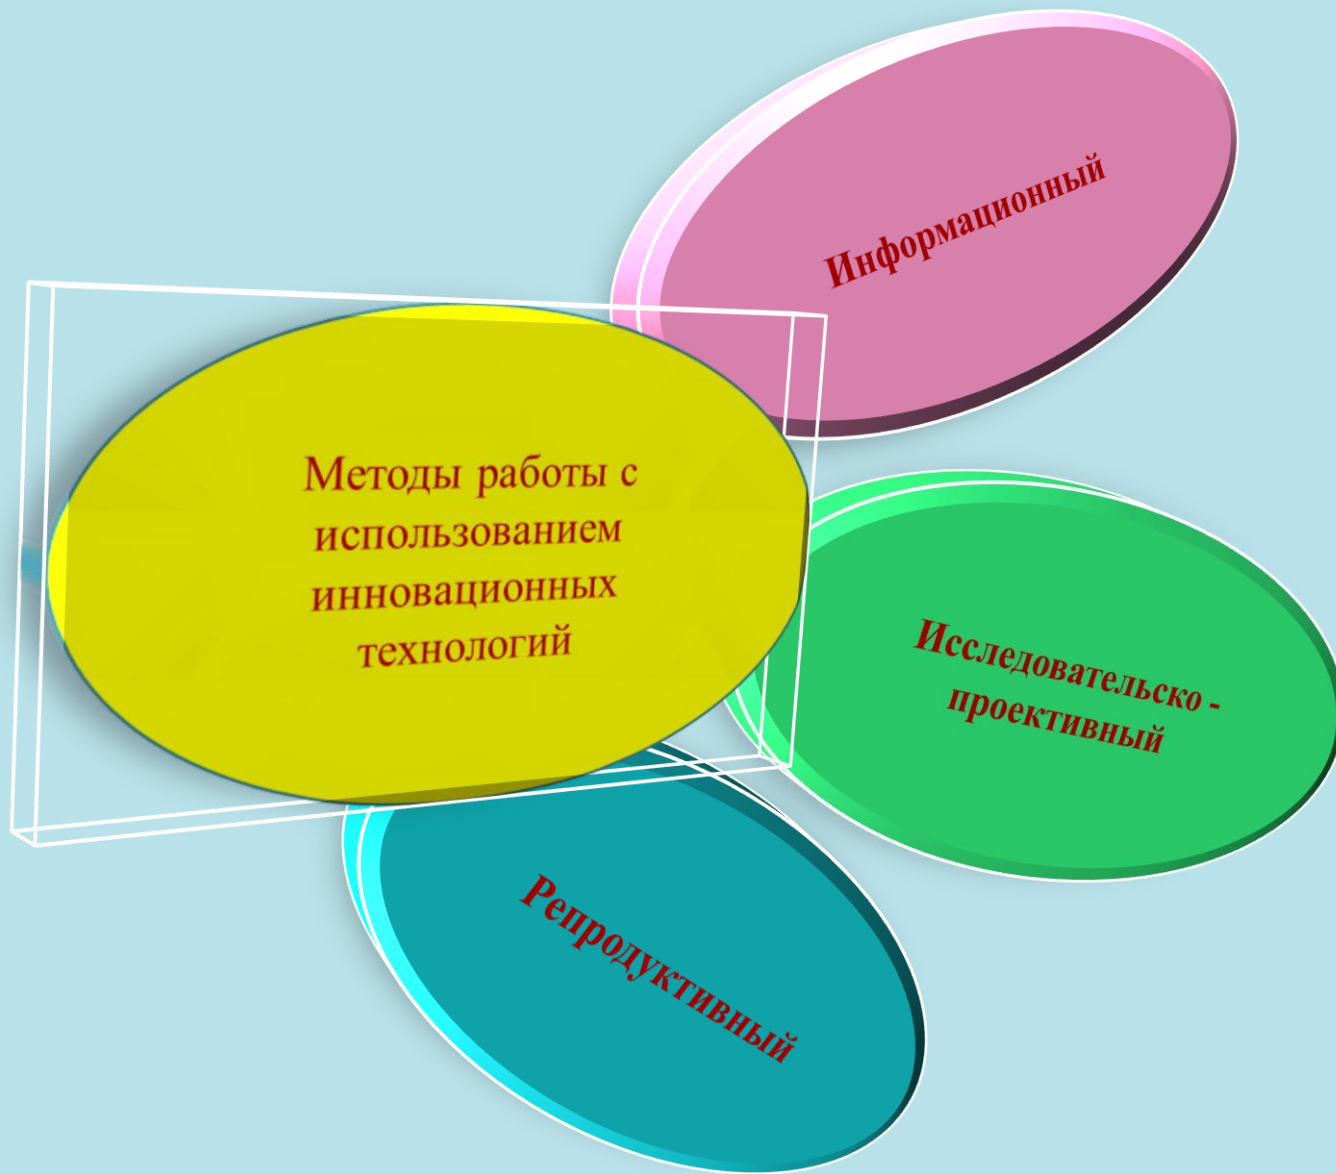 Информационный
Методы работы с
использованием
инновационных
технологий
Исследовательско -
проективный
Репродуктивный